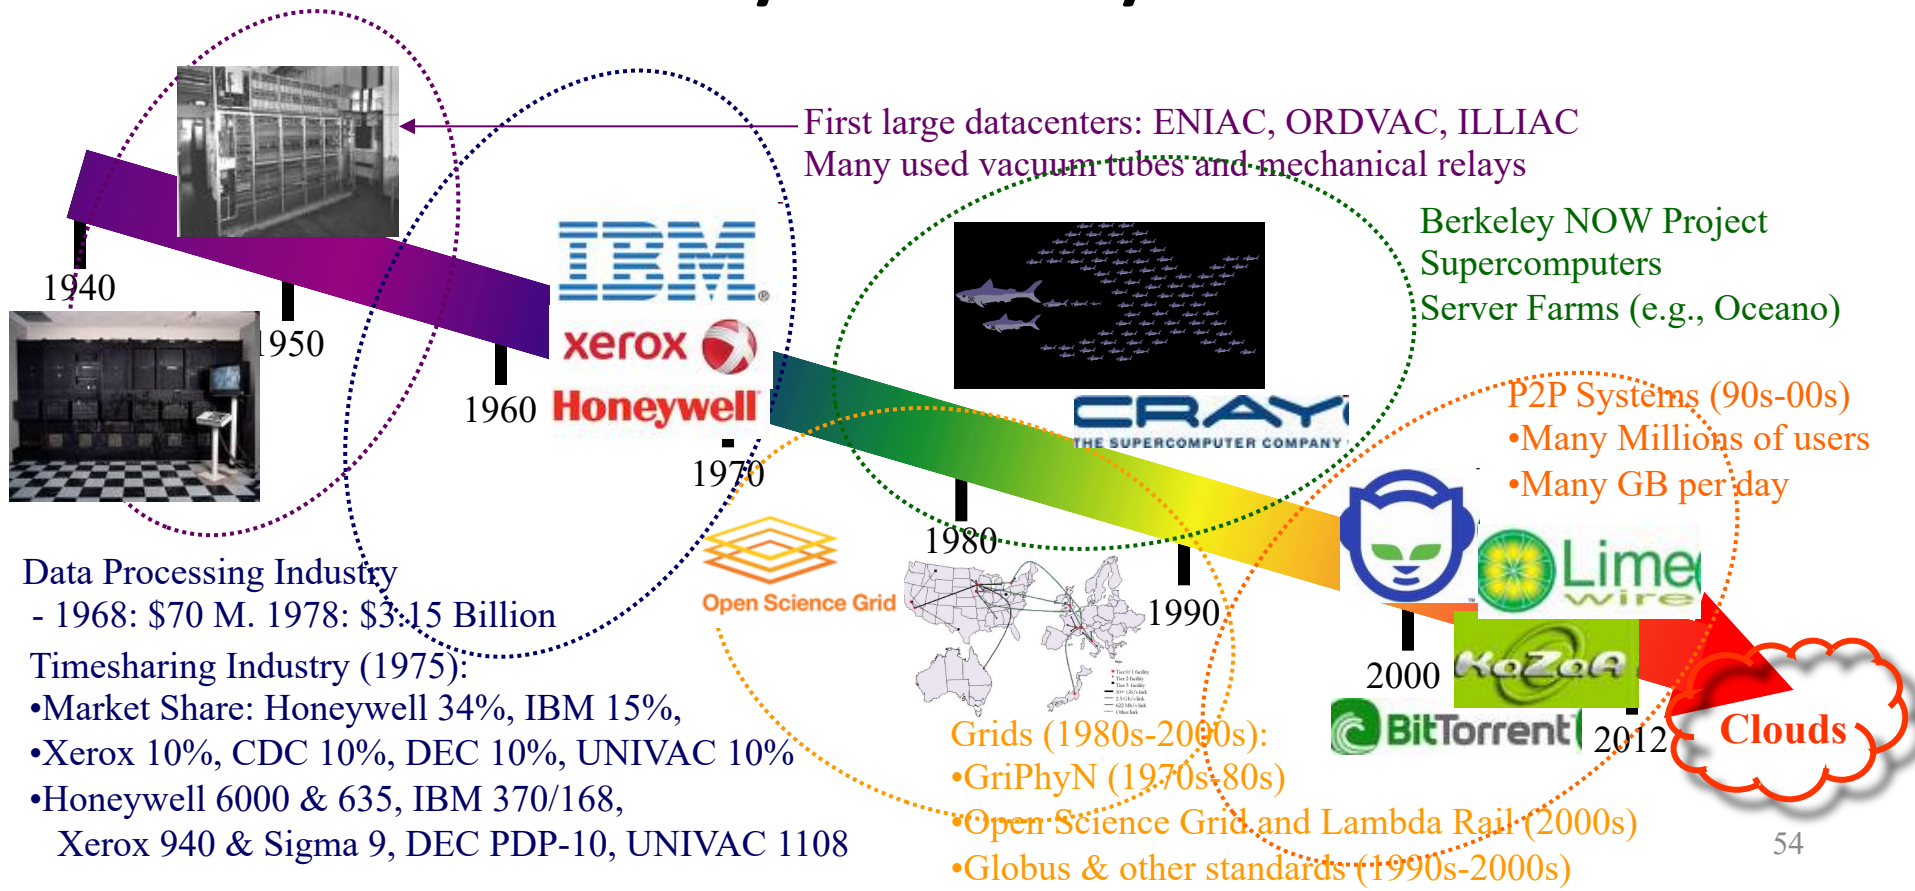 First large datacenters: ENIAC, ORDVAC, ILLIAC
Many used vacuum tubes and mechanical relays
Berkeley NOW Project
Supercomputers
Server Farms (e.g., Oceano)
1940
1950
1960
1970
1980
1990
2000
2012
IBM®
xerox
Honeywell
CRAY
THE SUPERCOMPUTER COMPANY
P2P Systems (90s-00s)
•Many Millions of users
•Many GB per day
Open Science Grid
Lime
wire
KaZaA
BitTorrent
Clouds
Data Processing Industry
- 1968: $70 M. 1978: $3.15 Billion
Timesharing Industry (1975):
•Market Share: Honeywell 34%, IBM 15%,
•Xerox 10%, CDC 10%, DEC 10%, UNIVAC 10%
•Honeywell 6000 & 635, IBM 370/168,
Xerox 940 & Sigma 9, DEC PDP-10, UNIVAC 1108
Grids (1980s-2000s):
•GriPhyN (1970s-80s)
•Open Science Grid and Lambda Rail (2000s)
•Globus & other standards (1990s-2000s)
54